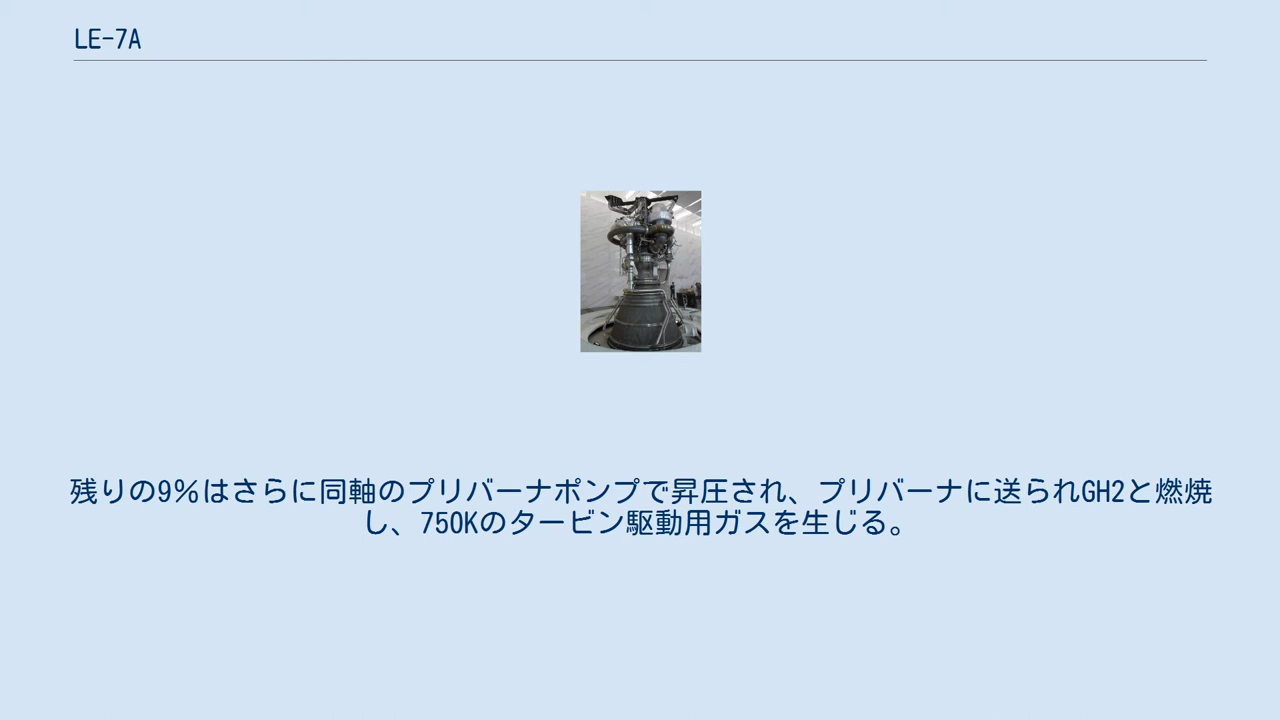 LE-7A
残りの9%はさらに同軸のプリバーナポンプで昇圧され、プリバーナに送られGH2と燃焼
し、750Kのタービン駆動用ガスを生じる。